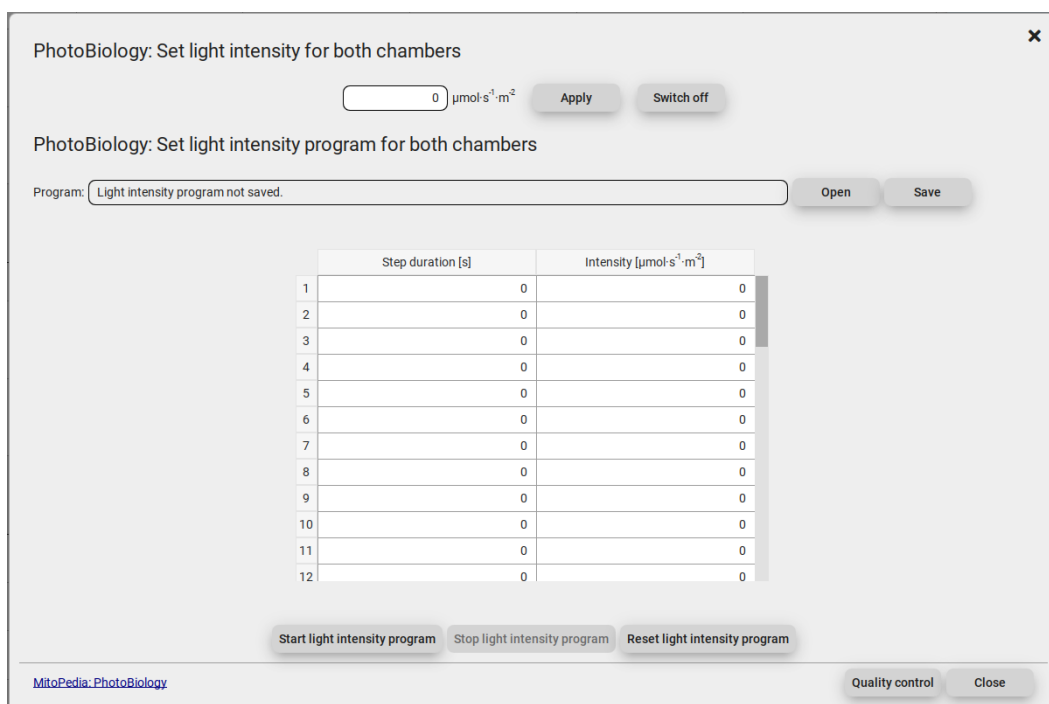 PhotoBiology: Set light intensity for both chambers
0 µmol·s⁻¹·m⁻² Apply Switch off
PhotoBiology: Set light intensity program for both chambers
Program: Light intensity program not saved. Open Save
Step duration [s] Intensity [µmol·s⁻¹·m⁻²]
1 0 0
2 0 0
3 0 0
4 0 0
5 0 0
6 0 0
7 0 0
8 0 0
9 0 0
10 0 0
11 0 0
12 0 0
Start light intensity program Stop light intensity program Reset light intensity program
MitoPedia: PhotoBiology Quality control Close